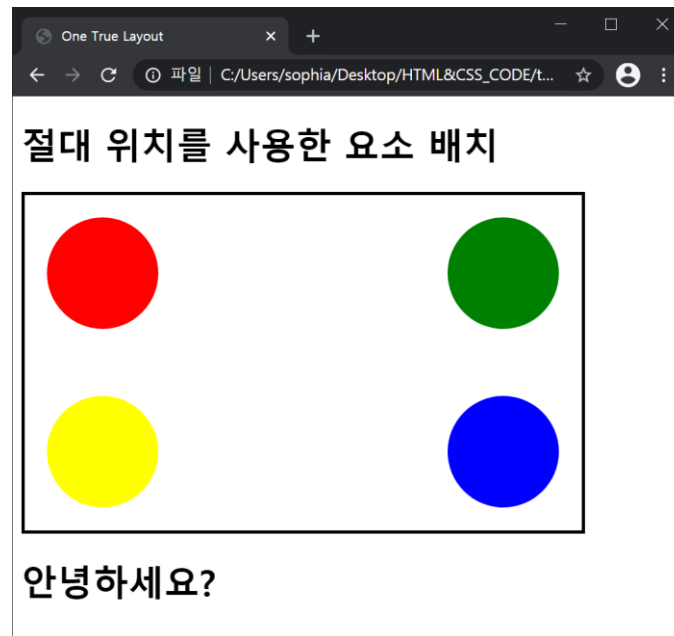 One True Layout
파일 | C:/Users/sophia/Desktop/HTML&CSS_CODE/t...
절대 위치를 사용한 요소 배치
안녕하세요?